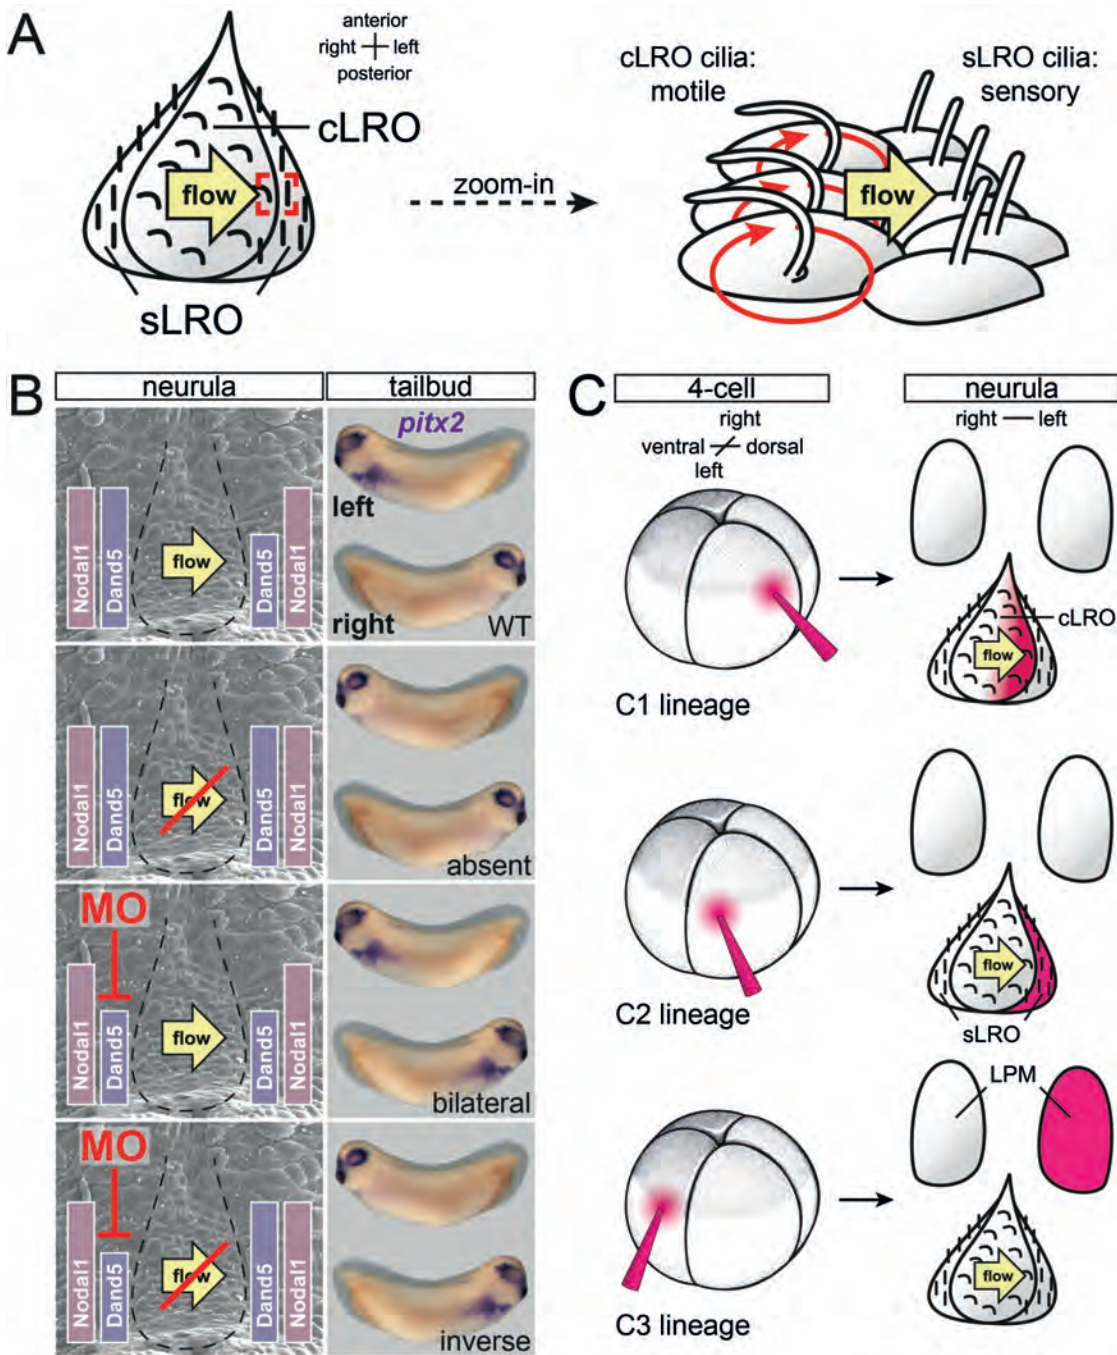 A
anterior
right left
posterior
cLRO
flow
sLRO
zoom-in
cLRO cilia:
motile
sLRO cilia:
sensory
flow
B
neurula
tailbud
Nodal1
Dand5
flow
Dand5
Nodal1
pitx2
left
right
WT
Nodal1
Dand5
flow
Dand5
Nodal1
absent
MO
Nodal1
Dand5
flow
Dand5
Nodal1
bilateral
MO
Nodal1
Dand5
flow
Dand5
Nodal1
inverse
C
4-cell
neurula
right
ventral dorsal
left
right left
C1 lineage
cLRO
flow
C2 lineage
flow
sLRO
C3 lineage
LPM
flow